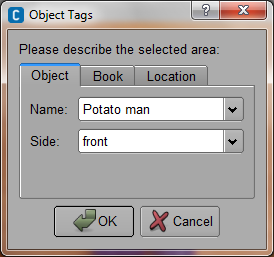 C Object Tags ?
Please describe the selected area:
Object Book Location
Name: Potato man
Side: front
OK Cancel